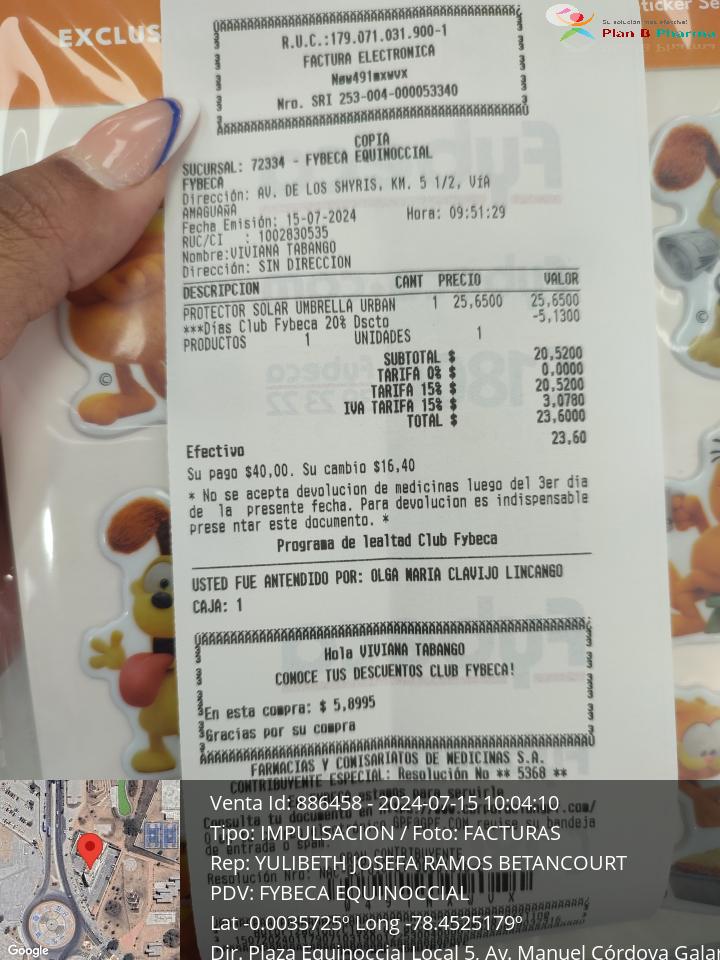 EXCLUS
ticker Se
Su solución más efectiva!
Plan B Pharma
R.U.C.:179.071.031.900-1
FACTURA ELECTRONICA
Nøw491mxwvx
Nro. SRI 253-004-000053340
COPIA
SUCURSAL: 72334 - FYBECA EQUINOCCIAL
FYBECA
Dirección: AV. DE LOS SHYRIS, KM. 5 1/2, VíA
AMAGUAÑA
Fecha Emisión: 15-07-2024 Hora: 09:51:29
RUC/CI : 1002830535
Nombre:VIVIANA TABANGO
Dirección: SIN DIRECCION
DESCRIPCION CANT PRECIO VALOR
PROTECTOR SOLAR UMBRELLA URBAN 1 25,6500 25,6500
***Días Club Fybeca 20% Dscto -5,1300
PRODUCTOS 1 UNIDADES 1
SUBTOTAL $ 20,5200
TARIFA 0% $ 0,0000
TARIFA 15% $ 20,5200
IVA TARIFA 15% $ 3,0780
TOTAL $ 23,6000
Efectivo 23,60
Su pago $40,00. Su cambio $16,40
* No se acepta devolucion de medicinas luego del 3er dia
de la presente fecha. Para devolucion es indispensable
prese ntar este documento. *
Programa de lealtad Club Fybeca
USTED FUE ANTENDIDO POR: OLGA MARIA CLAVIJO LINCANGO
CAJA: 1
Hola VIVIANA TABANGO
CONOCE TUS DESCUENTOS CLUB FYBECA!
En esta compra: $ 5,8995
Gracias por su compra
FARMACIAS Y COMISARIATOS DE MEDICINAS S.A.
CONTRIBUYENTE ESPECIAL: Resolución No ** 5368 **
Venta Id: 886458 - 2024-07-15 10:04:10
Tipo: IMPULSACION / Foto: FACTURAS
Rep: YULIBETH JOSEFA RAMOS BETANCOURT
PDV: FYBECA EQUINOCCIAL
Lat -0.0035725º Long -78.4525179º
Dir. Plaza Equinoccial Local 5. Av. Manuel Córdova Galar
Google